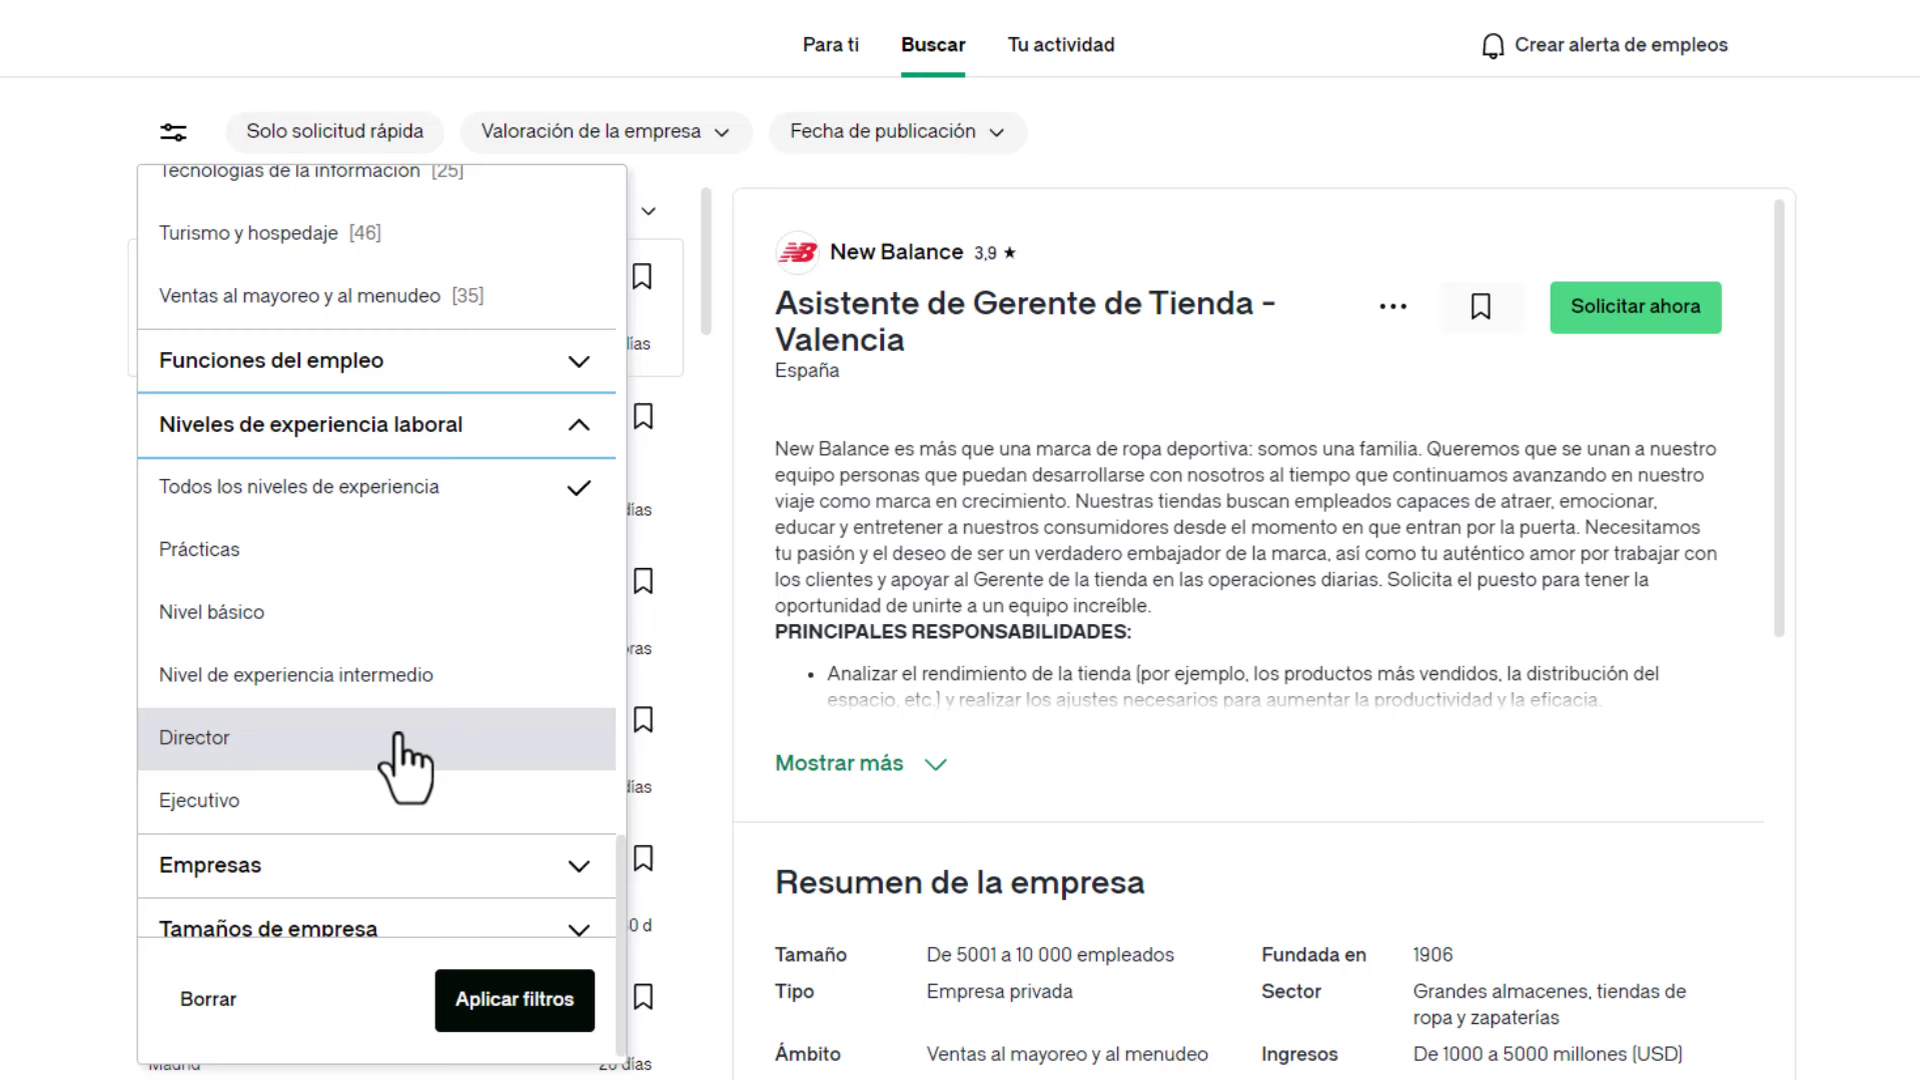 Para ti
Buscar
Tu actividad
Crear alerta de empleos
Solo solicitud rápida
Valoración de la empresa
Fecha de publicación
Tecnologías de la información [25]
Turismo y hospedaje [46]
Ventas al mayoreo y al menudeo [35]
Funciones del empleo
Niveles de experiencia laboral
Todos los niveles de experiencia
Prácticas
Nivel básico
Nivel de experiencia intermedio
Director
Ejecutivo
Empresas
Tamaños de empresa
Borrar
Aplicar filtros
Madrid
0 d
días
New Balance 3,9 ★
Asistente de Gerente de Tienda -
Valencia
España
Solicitar ahora
New Balance es más que una marca de ropa deportiva: somos una familia. Queremos que se unan a nuestro
equipo personas que puedan desarrollarse con nosotros al tiempo que continuamos avanzando en nuestro
viaje como marca en crecimiento. Nuestras tiendas buscan empleados capaces de atraer, emocionar,
educar y entretener a nuestros consumidores desde el momento en que entran por la puerta. Necesitamos
tu pasión y el deseo de ser un verdadero embajador de la marca, así como tu auténtico amor por trabajar con
los clientes y apoyar al Gerente de la tienda en las operaciones diarias. Solicita el puesto para tener la
oportunidad de unirte a un equipo increíble.
PRINCIPALES RESPONSABILIDADES:
• Analizar el rendimiento de la tienda (por ejemplo, los productos más vendidos, la distribución del
espacio, etc.) y realizar los ajustes necesarios para aumentar la productividad y la eficacia.
Mostrar más
Resumen de la empresa
Tamaño De 5001 a 10 000 empleados Fundada en 1906
Tipo Empresa privada Sector Grandes almacenes, tiendas de
ropa y zapaterías
Ámbito Ventas al mayoreo y al menudeo Ingresos De 1000 a 5000 millones (USD)